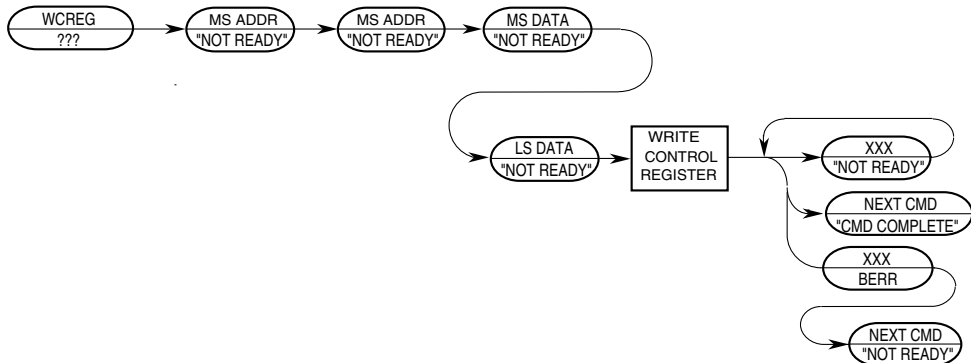 WCREG
???
MS ADDR
"NOT READY"
MS ADDR
"NOT READY"
MS DATA
"NOT READY"
LS DATA
"NOT READY"
WRITE
CONTROL
REGISTER
XXX
"NOT READY"
NEXT CMD
"CMD COMPLETE"
XXX
BERR
NEXT CMD
"NOT READY"